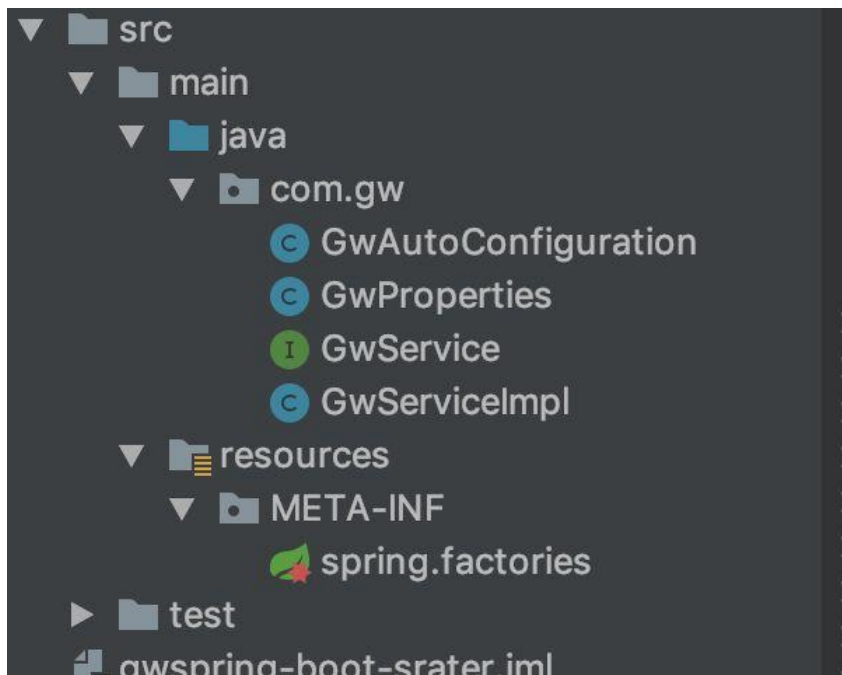 src
main
java
com.gw
C GwAutoConfiguration
C GwProperties
I GwService
C GwServiceImpl
resources
META-INF
spring.factories
test
gwspring-boot-srater.iml